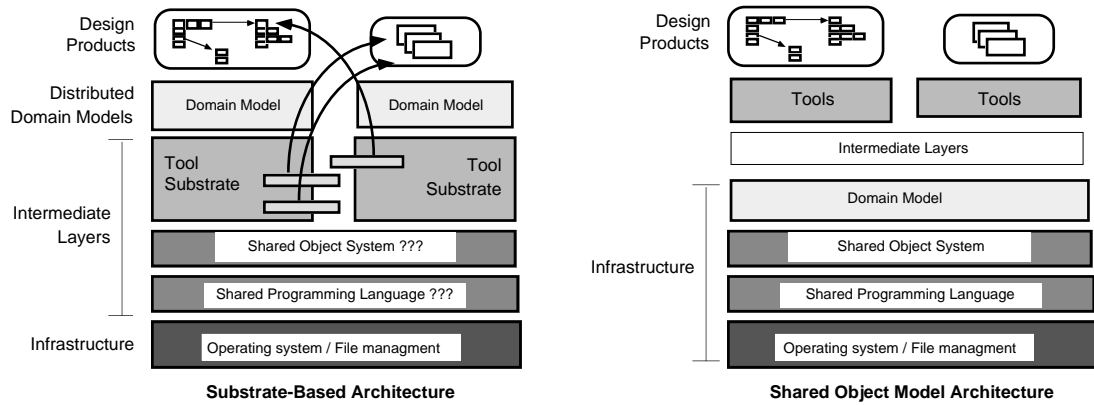 Design
Products
Distributed
Domain Models
Domain Model
Domain Model
Tool
Substrate
Tool
Substrate
Intermediate
Layers
Shared Object System ???
Shared Programming Language ???
Infrastructure
Operating system / File managment
Substrate-Based Architecture
Design
Products
Tools
Tools
Intermediate Layers
Domain Model
Shared Object System
Infrastructure
Shared Programming Language
Operating system / File managment
Shared Object Model Architecture